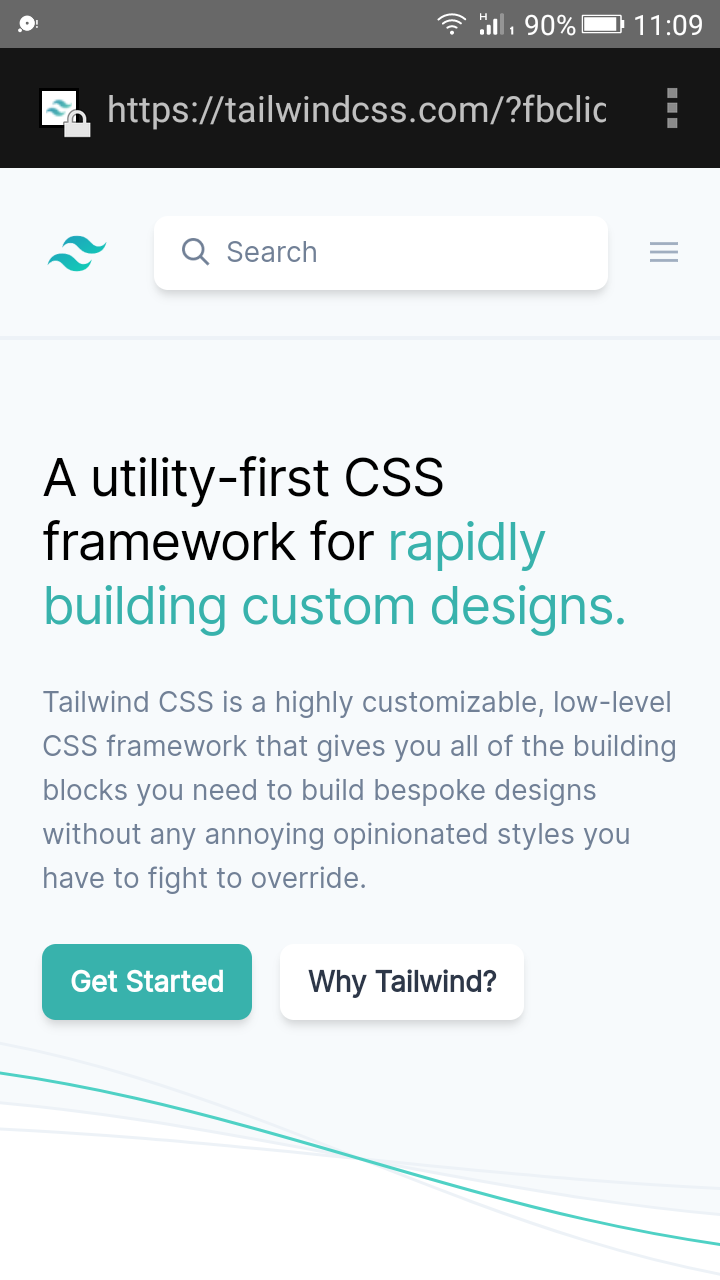 H
90%
11:09
https://tailwindcss.com/?fbclic
Search
A utility-first CSS
framework for rapidly
building custom designs.
Tailwind CSS is a highly customizable, low-level
CSS framework that gives you all of the building
blocks you need to build bespoke designs
without any annoying opinionated styles you
have to fight to override.
Get Started
Why Tailwind?